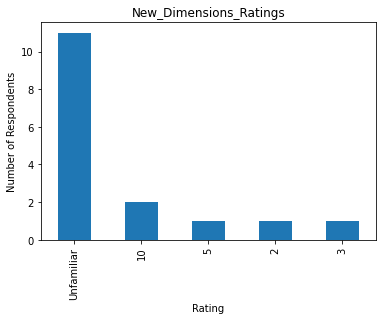 New_Dimensions_Ratings
Number of Respondents
10
8
6
4
2
0
Unfamiliar
10
5
2
3
Rating